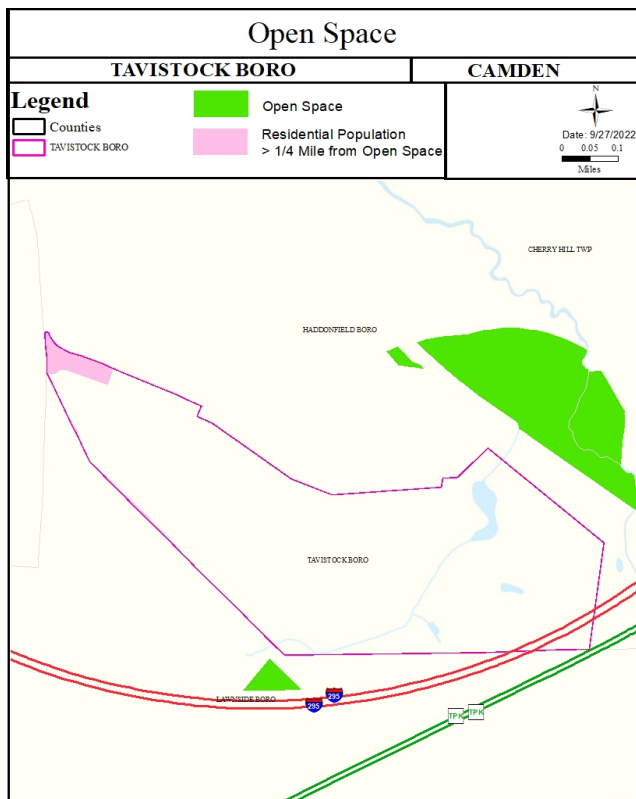 Open Space
TAVISTOCK BORO
CAMDEN
Legend
Counties
TAVISTOCK BORO
Open Space
Residential Population
> 1/4 Mile from Open Space
N
Date: 9/27/2022
0 0.05 0.1
Miles
CHERRY HILL TWP
HADDONFIELD BORO
TAVISTOCK BORO
LAWNSIDE BORO
295
295
TPK
TPK